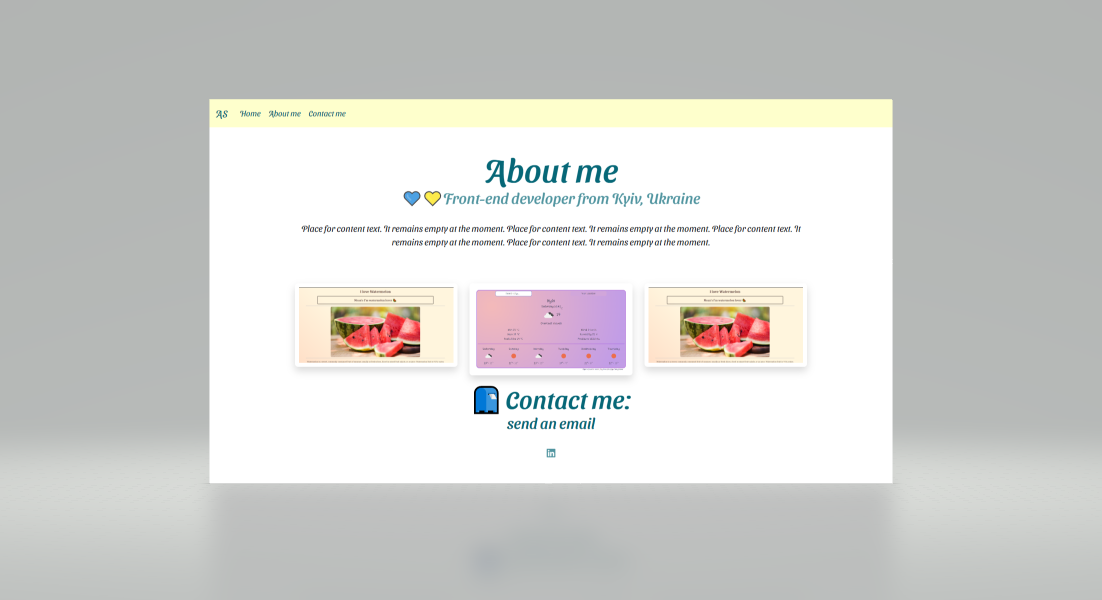 AS Home About me Contact me
About me
Front-end developer from Kyiv, Ukraine
Place for content text. It remains empty at the moment. Place for content text. It remains empty at the moment. Place for content text. It
remains empty at the moment. Place for content text. It remains empty at the moment.
I love Watermelon
Kyiv
I love Watermelon
Contact me:
send an email
in